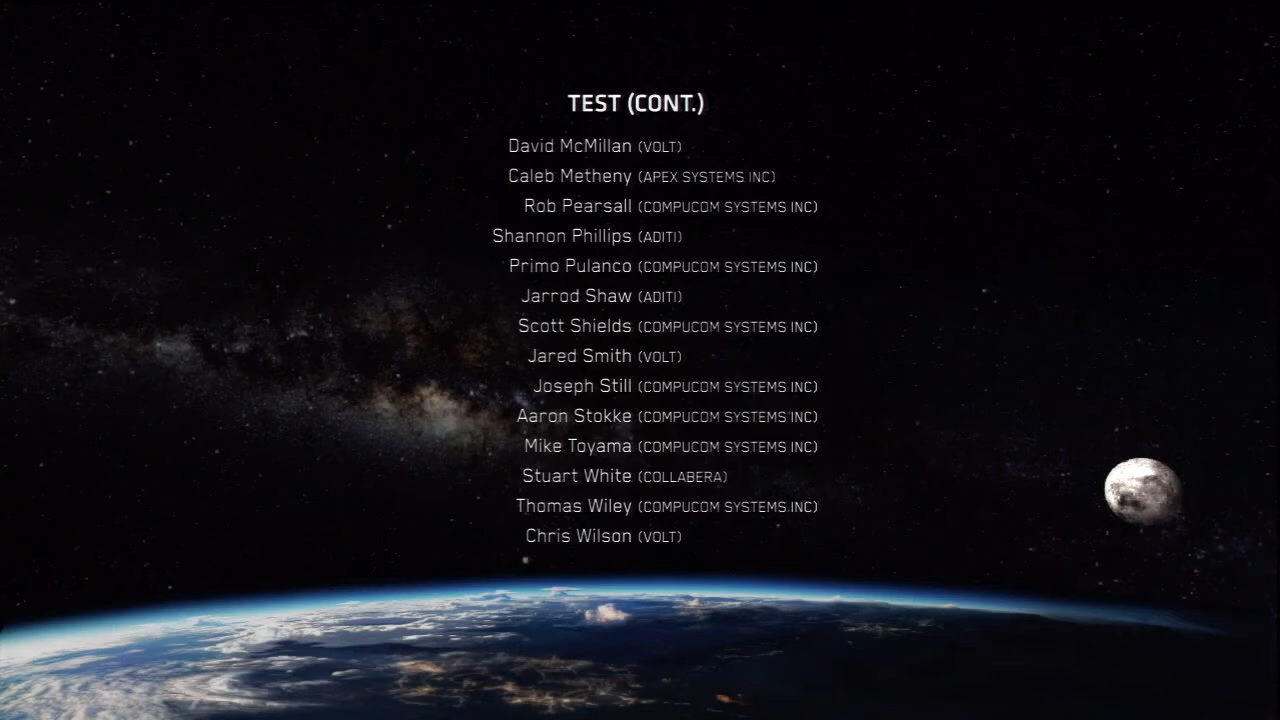 TEST (CONT.)
David McMillan (VOLT)
Caleb Metheny (APEX SYSTEMS INC)
Rob Pearsall (COMPUCOM SYSTEMS INC)
Shannon Phillips (ADITI)
Primo Pulanco (COMPUCOM SYSTEMS INC)
Jarrod Shaw (ADITI)
Scott Shields (COMPUCOM SYSTEMS INC)
Jared Smith (VOLT)
Joseph Still (COMPUCOM SYSTEMS INC)
Aaron Stokke (COMPUCOM SYSTEMS INC)
Mike Toyama (COMPUCOM SYSTEMS INC)
Stuart White (COLLABERA)
Thomas Wiley (COMPUCOM SYSTEMS INC)
Chris Wilson (VOLT)